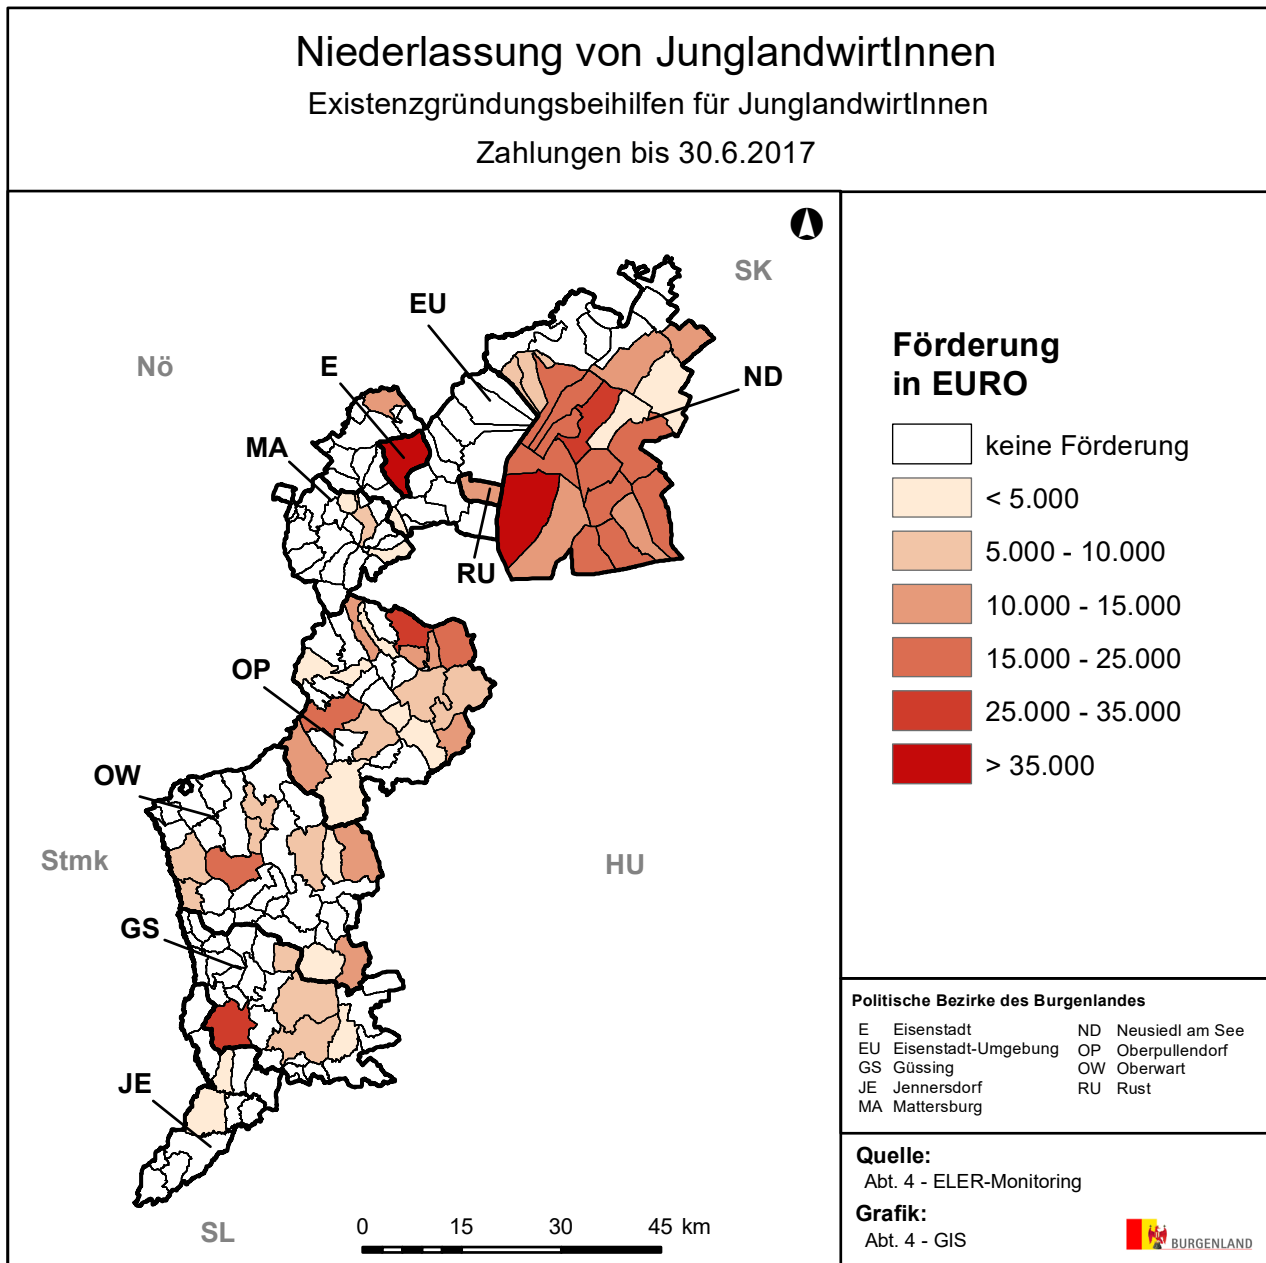 Niederlassung von JunglandwirtInnen
Existenzgründungsbeihilfen für JunglandwirtInnen
Zahlungen bis 30.6.2017
SK
EU
Nö
E
ND
MA
RU
OP
OW
Stmk
HU
GS
JE
SL
0 15 30 45 km
Förderung
in EURO
keine Förderung
< 5.000
5.000 - 10.000
10.000 - 15.000
15.000 - 25.000
25.000 - 35.000
> 35.000
Politische Bezirke des Burgenlandes
E Eisenstadt
EU Eisenstadt-Umgebung
GS Güssing
JE Jennersdorf
MA Mattersburg
ND Neusiedl am See
OP Oberpullendorf
OW Oberwart
RU Rust
Quelle:
Abt. 4 - ELER-Monitoring
Grafik:
Abt. 4 - GIS
BURGENLAND